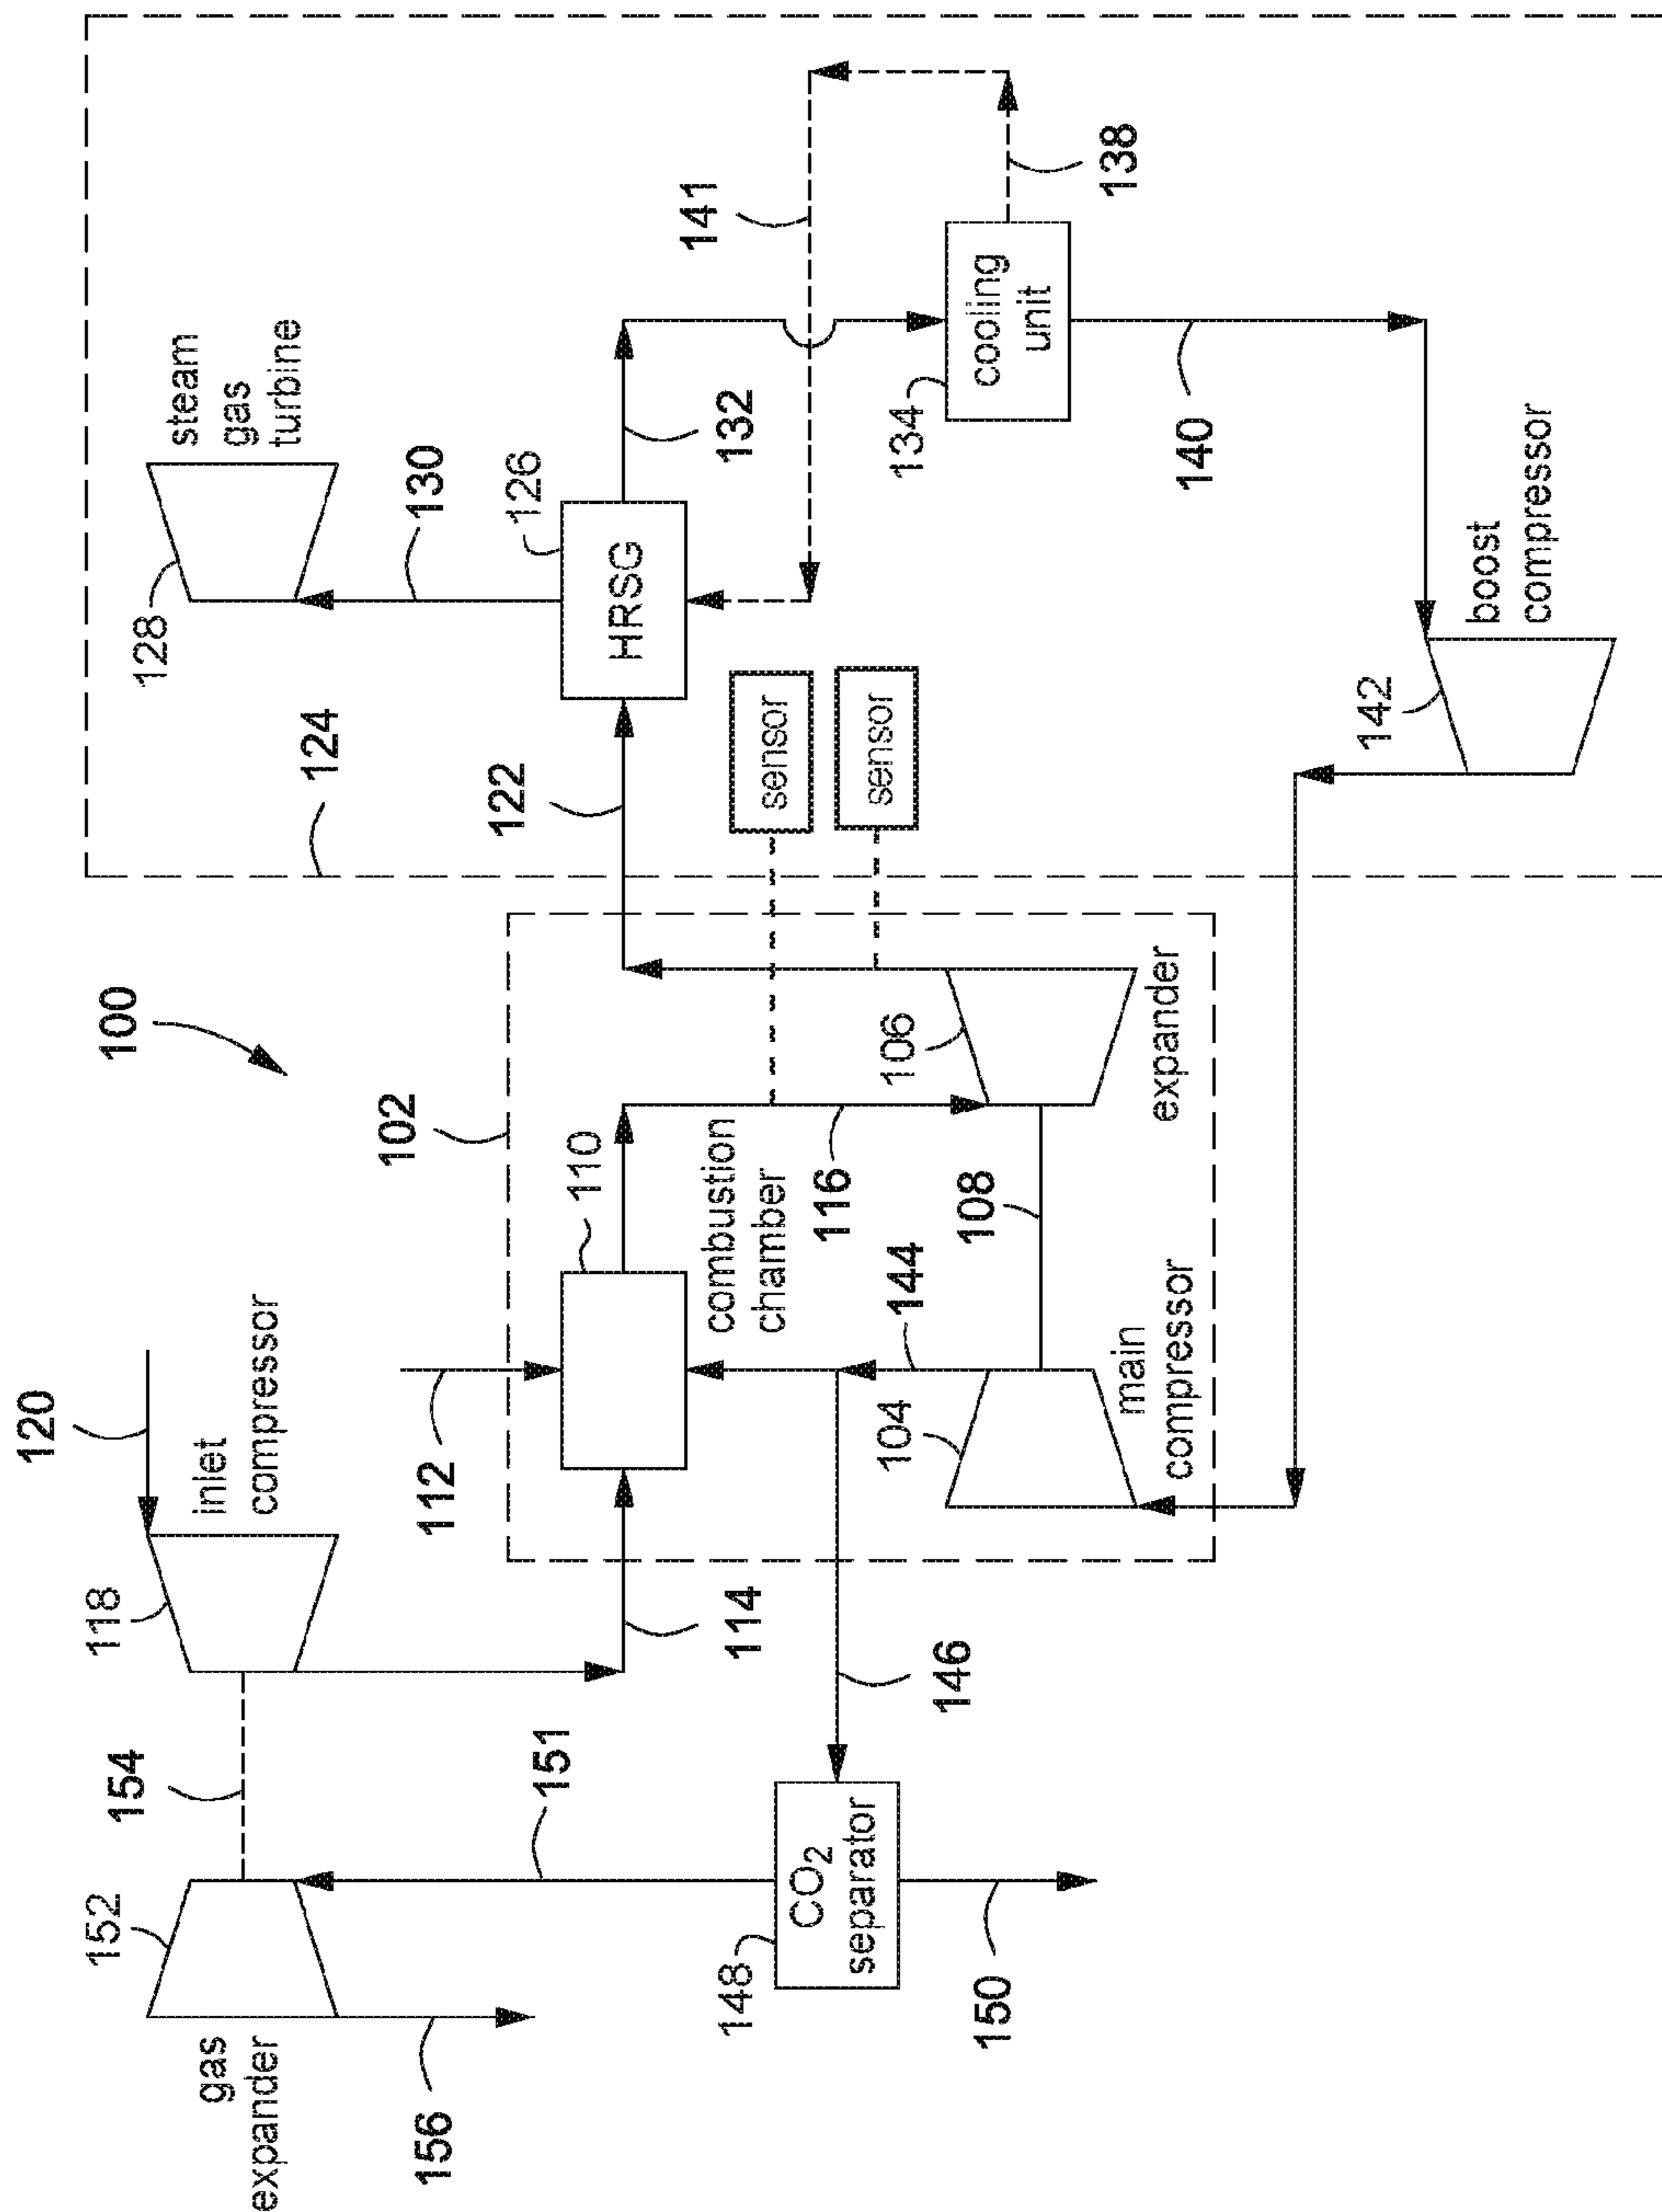 100
120
inlet
compressor
118
154
152
gas
expander
156
151
114
112
102
110
combustion
chamber
116
144
108
104
main
compressor
106
expander
146
CO2
separator
148
150
124
122
128
steam
gas
turbine
130
126
HRSG
132
141
sensor
sensor
134
cooling
unit
138
140
142
boost
compressor